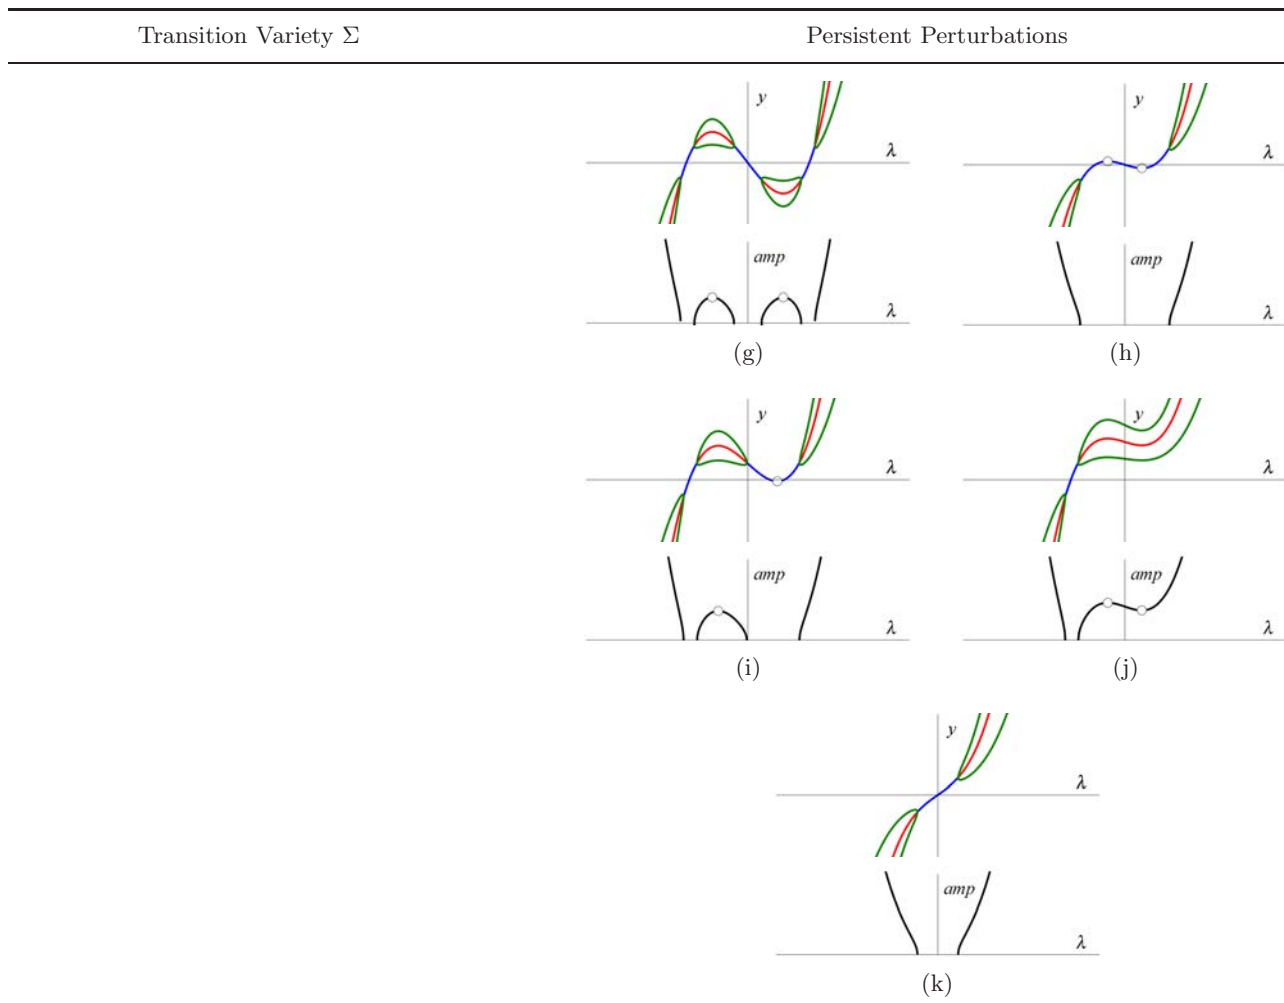 Transition Variety Σ Persistent Perturbations
y
λ
amp
λ
(g)
y
λ
amp
λ
(h)
y
λ
amp
λ
(i)
y
λ
amp
λ
(j)
y
λ
amp
λ
(k)